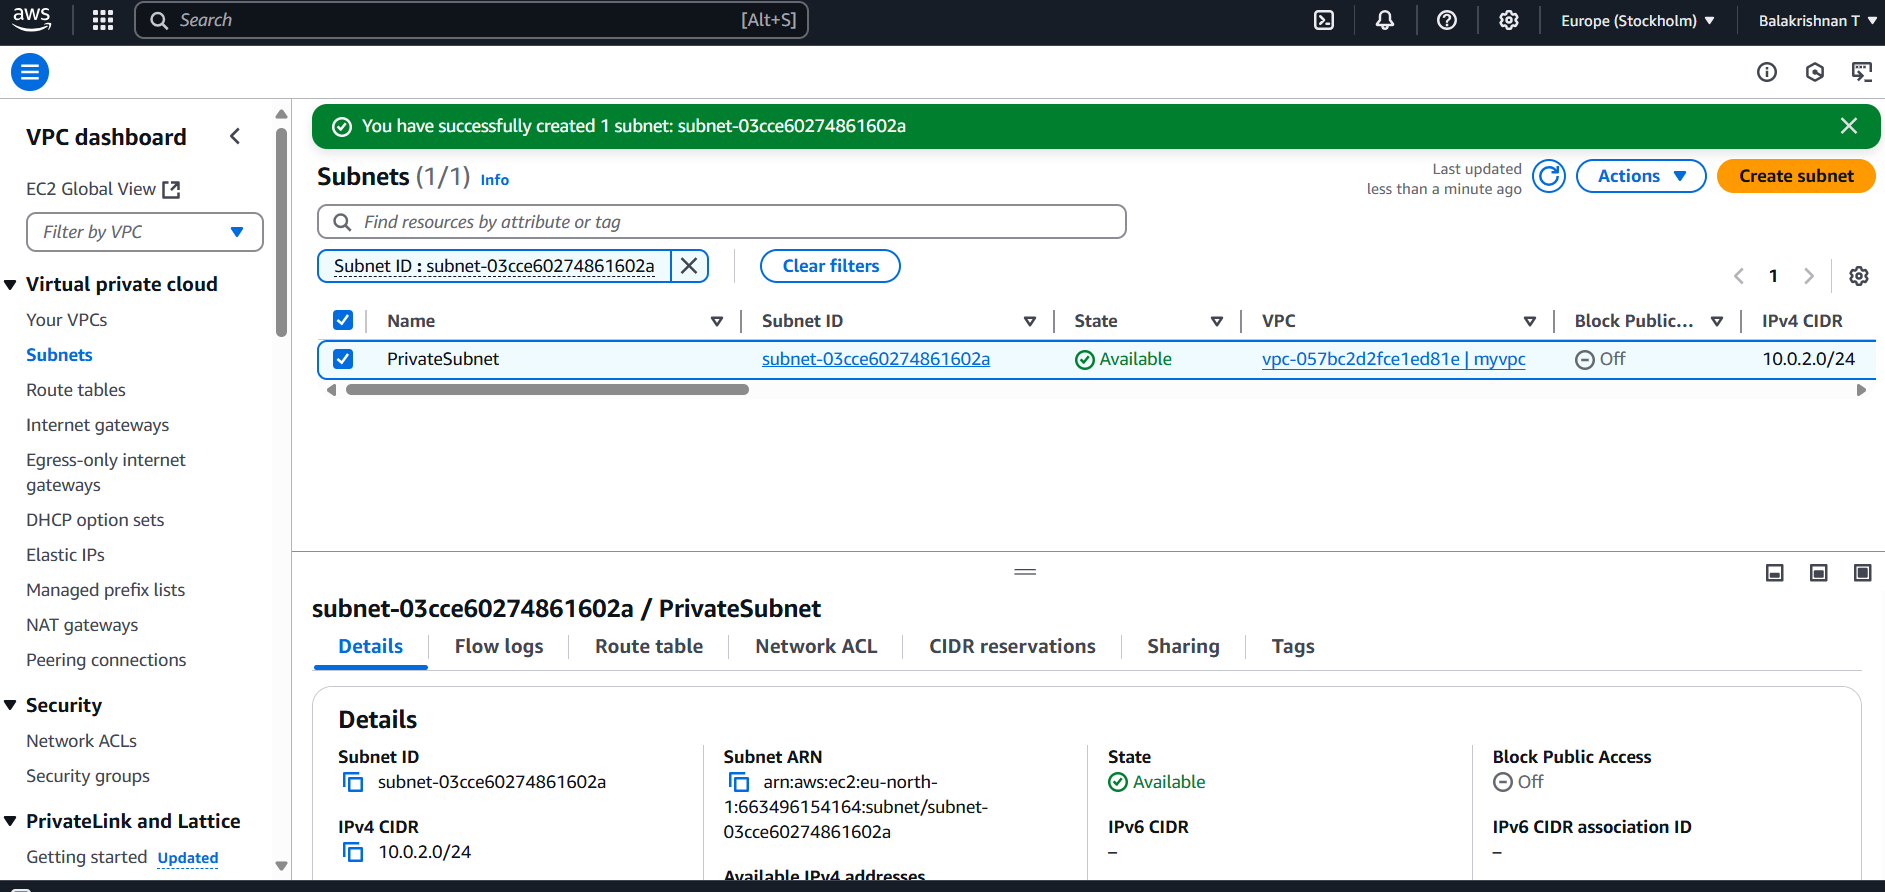 aws
Search [Alt+S] Europe (Stockholm) Balakrishnan T
VPC dashboard
EC2 Global View
Filter by VPC
Virtual private cloud
Your VPCs
Subnets
Route tables
Internet gateways
Egress-only internet
gateways
DHCP option sets
Elastic IPs
Managed prefix lists
NAT gateways
Peering connections
Security
Network ACLs
Security groups
PrivateLink and Lattice
Getting started Updated
You have successfully created 1 subnet: subnet-03cce60274861602a
Subnets (1/1) Info
Last updated
less than a minute ago
Actions
Create subnet
Find resources by attribute or tag
Subnet ID : subnet-03cce60274861602a
Clear filters
1
Name Subnet ID State VPC Block Public... IPv4 CIDR
PrivateSubnet subnet-03cce60274861602a Available vpc-057bc2d2fce1ed81e | myvpc Off 10.0.2.0/24
subnet-03cce60274861602a / PrivateSubnet
Details Flow logs Route table Network ACL CIDR reservations Sharing Tags
Details
Subnet ID
subnet-03cce60274861602a
IPv4 CIDR
10.0.2.0/24
Subnet ARN
arn:aws:ec2:eu-north-
1:663496154164:subnet/subnet-
03cce60274861602a
Available IPv4 addresses
State
Available
IPv6 CIDR
–
Block Public Access
Off
IPv6 CIDR association ID
–